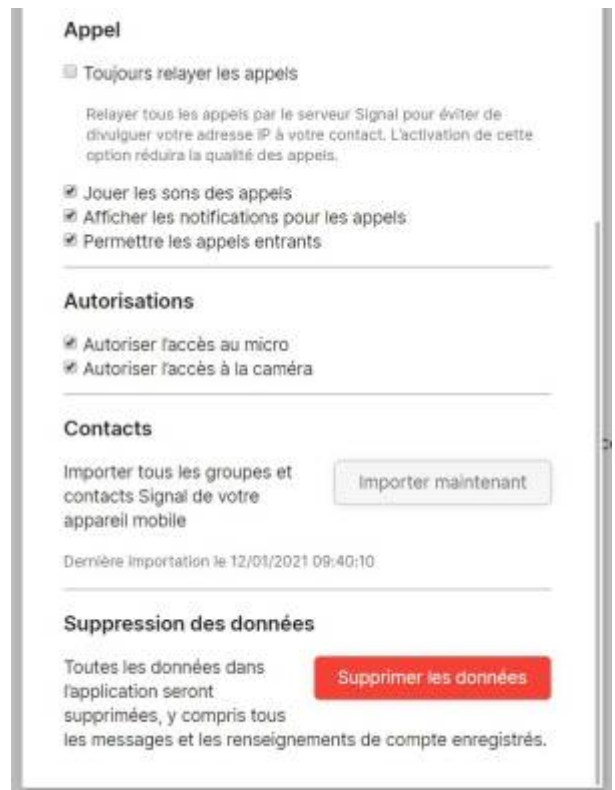 Appel
Toujours relayer les appels
Relayer tous les appels par le serveur Signal pour éviter de
divulguer votre adresse IP à votre contact. L'activation de cette
option réduira la qualité des appels.
Jouer les sons des appels
Afficher les notifications pour les appels
Permettre les appels entrants
Autorisations
Autoriser l'accès au micro
Autoriser l'accès à la caméra
Contacts
Importer tous les groupes et
contacts Signal de votre
appareil mobile
Importer maintenant
Dernière importation le 12/01/2021 09:40:10
Suppression des données
Toutes les données dans
l'application seront
supprimées, y compris tous
les messages et les renseignements de compte enregistrés.
Supprimer les données